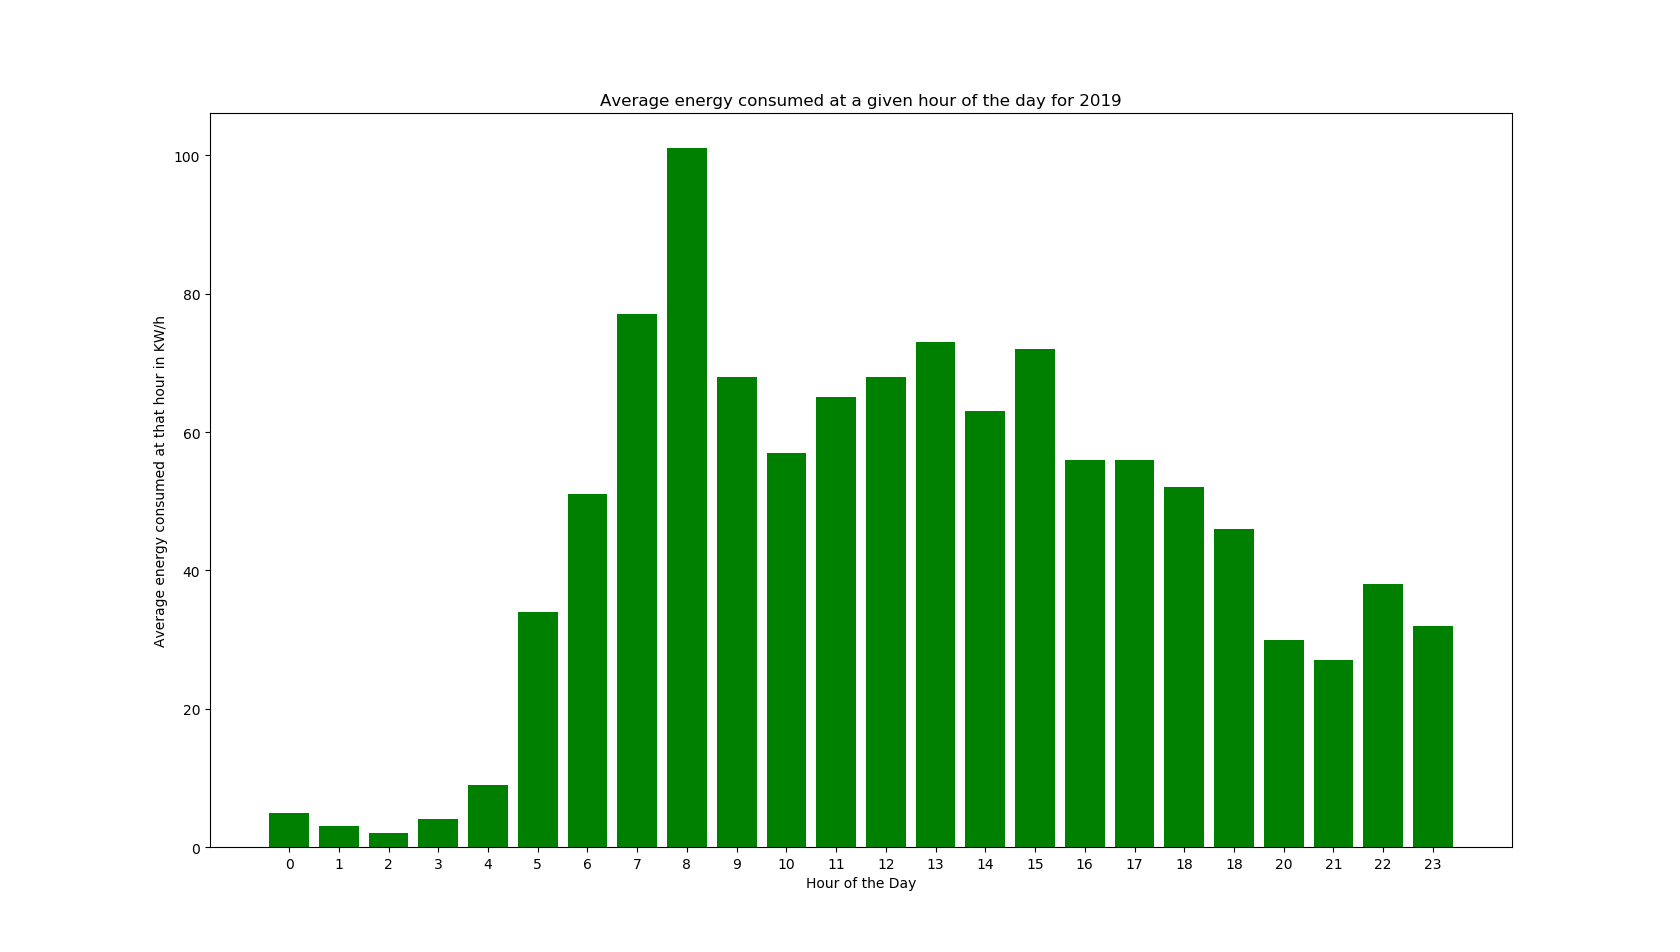 Average energy consumed at a given hour of the day for 2019
100
80
60
40
20
0
Average energy consumed at that hour in KW/h
0 1 2 3 4 5 6 7 8 9 10 11 12 13 14 15 16 17 18 18 20 21 22 23
Hour of the Day